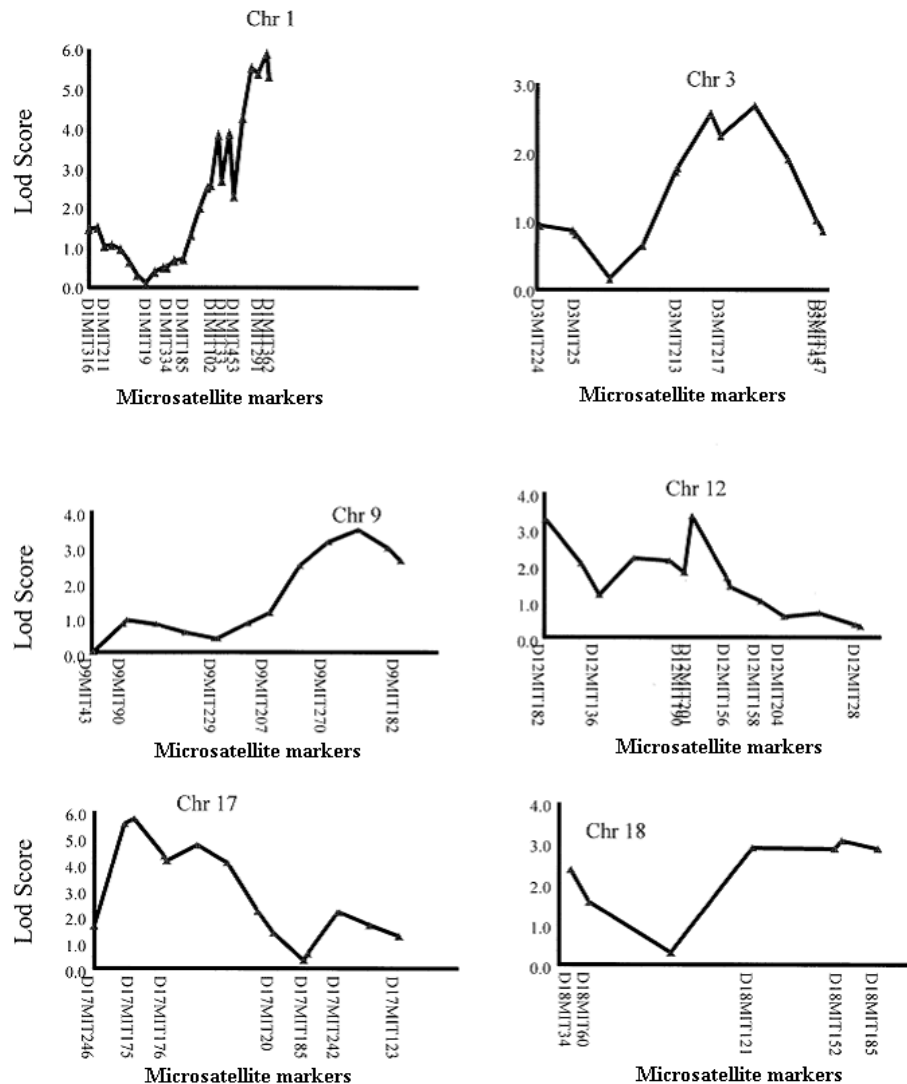 Chr 1
Lod Score
6.0
5.0
4.0
3.0
2.0
1.0
0.0
D1MIT316
D1MIT211
D1MIT19
D1MIT334
D1MIT185
D1MIT102
D1MIT33
D1MIT453
D1MIT291
D1MIT362
Microsatellite markers
Chr 3
3.0
2.0
1.0
0.0
D3MIT224
D3MIT25
D3MIT213
D3MIT217
D3MIT147
Microsatellite markers
Chr 9
Lod Score
4.0
3.0
2.0
1.0
0.0
D9MIT43
D9MIT90
D9MIT229
D9MIT207
D9MIT270
D9MIT182
Microsatellite markers
Chr 12
4.0
3.0
2.0
1.0
0.0
D12MIT182
D12MIT136
D12MIT201
D12MIT156
D12MIT158
D12MIT204
D12MIT28
Microsatellite markers
Chr 17
Lod Score
6.0
5.0
4.0
3.0
2.0
1.0
0.0
D17MIT246
D17MIT175
D17MIT176
D17MIT20
D17MIT185
D17MIT242
D17MIT123
Microsatellite markers
Chr 18
4.0
3.0
2.0
1.0
0.0
D18MIT34
D18MIT60
D18MIT121
D18MIT152
D18MIT185
Microsatellite markers